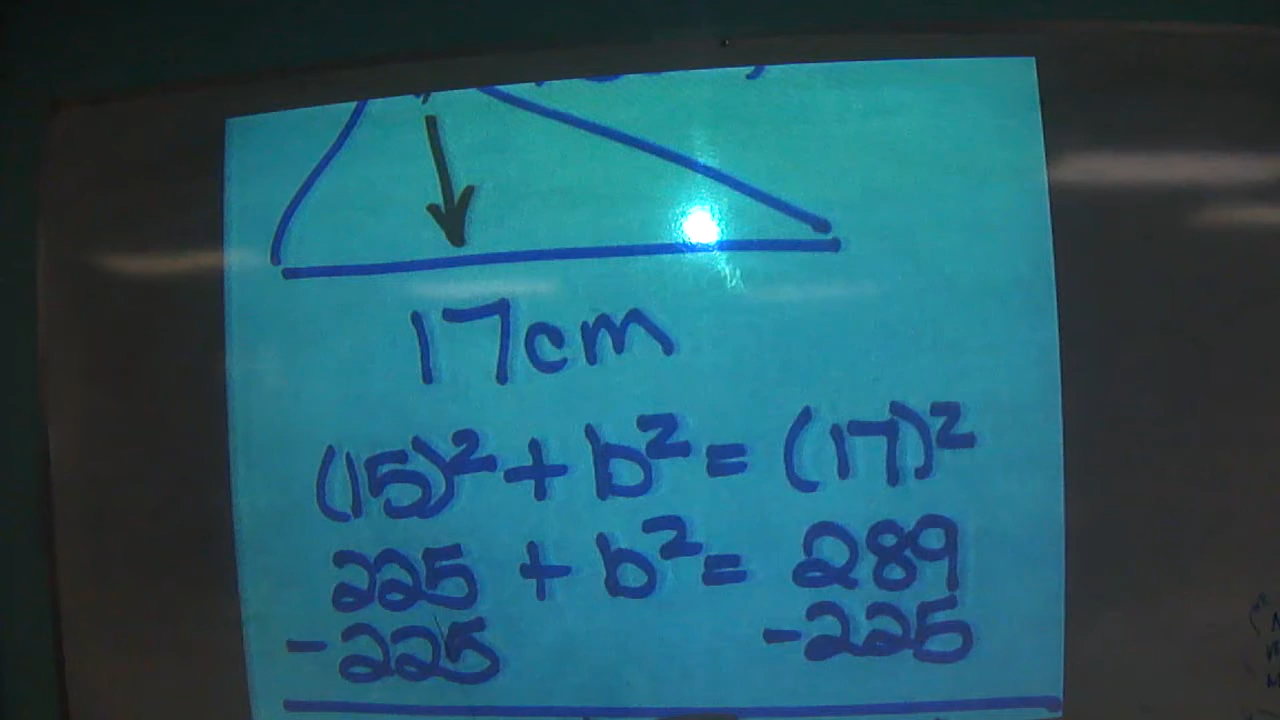 17cm
(15)² + b² = (17)²
225 + b² = 289
-225 -225